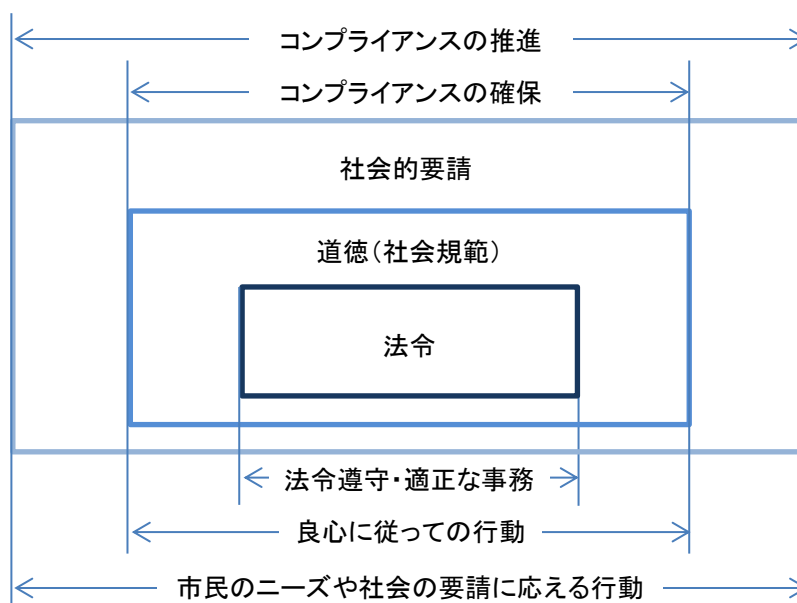 コンプライアンスの推進
コンプライアンスの確保
社会的要請
道徳（社会規範）
法令
法令遵守・適正な事務
良心に従っての行動
市民のニーズや社会の要請に応える行動